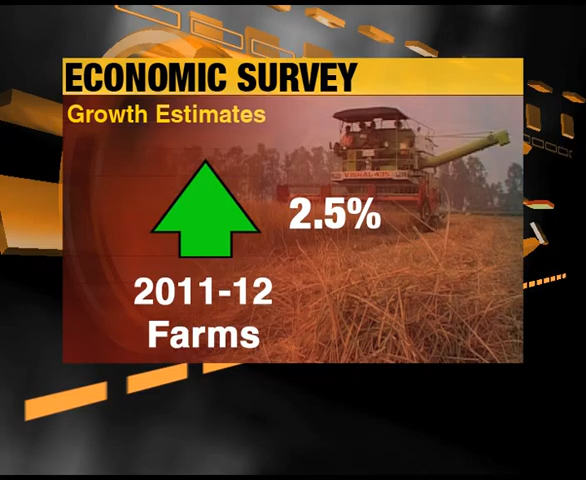 ECONOMIC SURVEY
Growth Estimates
2.5%
2011-12
Farms